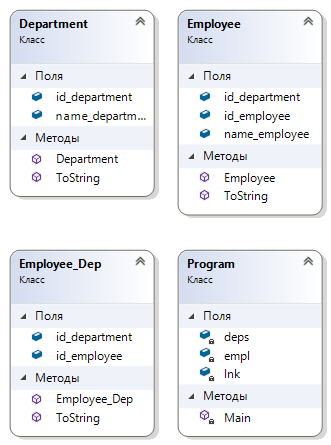 Department
Класс
Поля
id_department
name_departm...
Методы
Department
ToString
Employee
Класс
Поля
id_department
id_employee
name_employee
Методы
Employee
ToString
Employee_Dep
Класс
Поля
id_department
id_employee
Методы
Employee_Dep
ToString
Program
Класс
Поля
deps
empl
lnk
Методы
Main